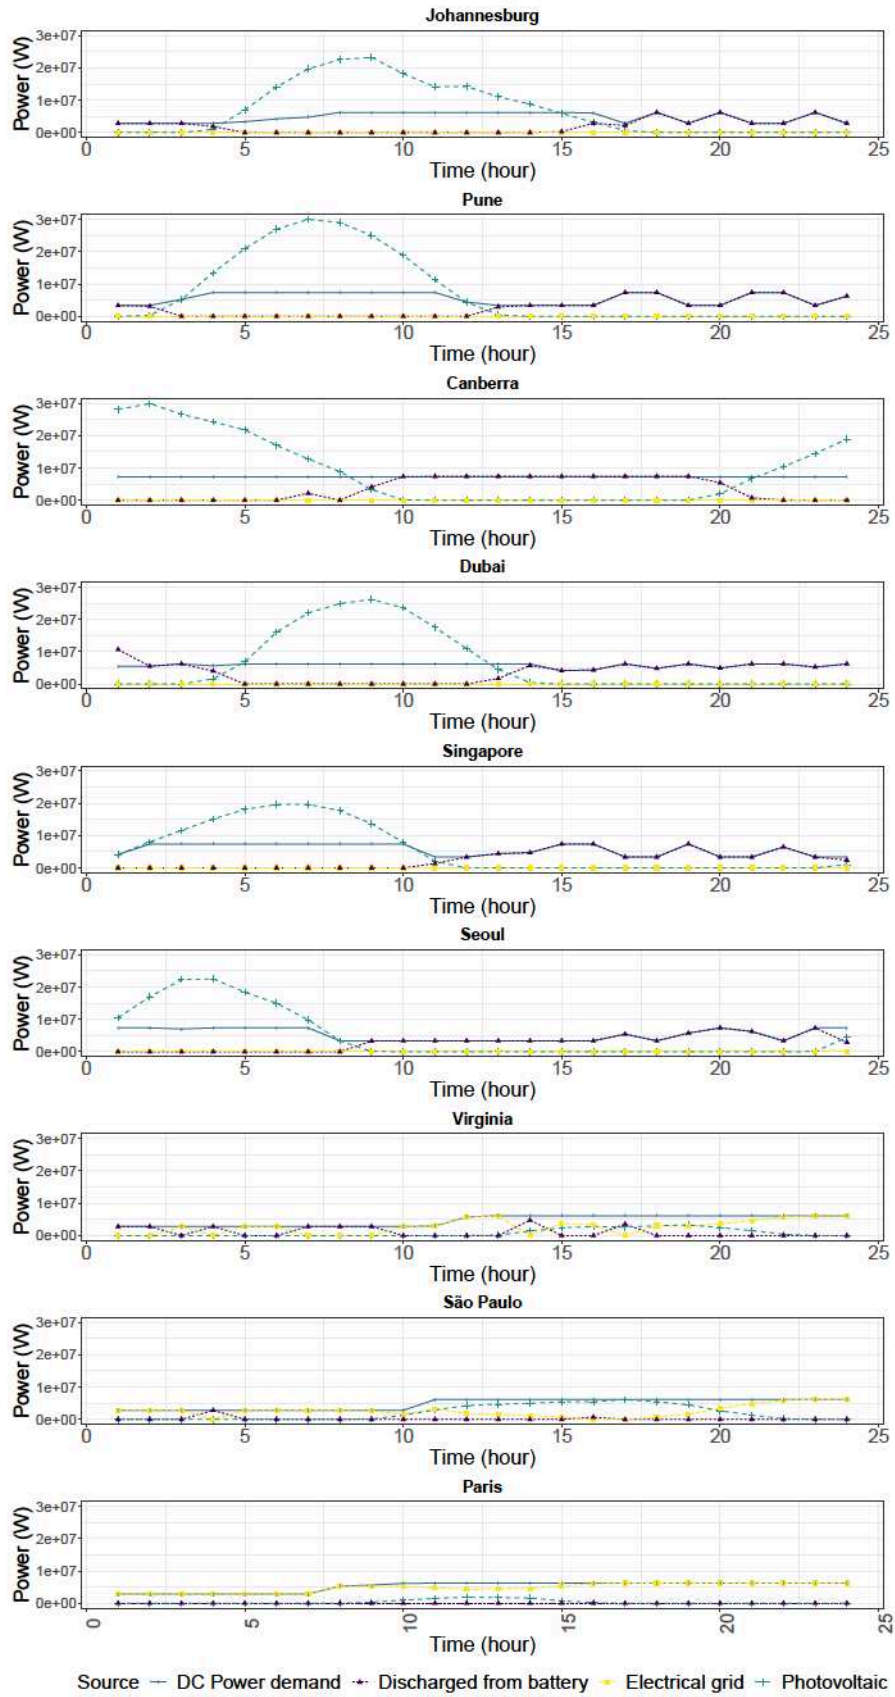 Johannesburg
Power (W)
3e+07
2e+07
1e+07
0e+00
0 5 10 15 20 25
Time (hour)
Pune
Power (W)
3e+07
2e+07
1e+07
0e+00
0 5 10 15 20 25
Time (hour)
Canberra
Power (W)
3e+07
2e+07
1e+07
0e+00
0 5 10 15 20 25
Time (hour)
Dubai
Power (W)
3e+07
2e+07
1e+07
0e+00
0 5 10 15 20 25
Time (hour)
Singapore
Power (W)
3e+07
2e+07
1e+07
0e+00
0 5 10 15 20 25
Time (hour)
Seoul
Power (W)
3e+07
2e+07
1e+07
0e+00
0 5 10 15 20 25
Time (hour)
Virginia
Power (W)
3e+07
2e+07
1e+07
0e+00
0 5 10 15 20 25
Time (hour)
São Paulo
Power (W)
3e+07
2e+07
1e+07
0e+00
0 5 10 15 20 25
Time (hour)
Paris
Power (W)
3e+07
2e+07
1e+07
0e+00
0 5 10 15 20 25
Time (hour)
Source DC Power demand Discharged from battery Electrical grid Photovoltaic